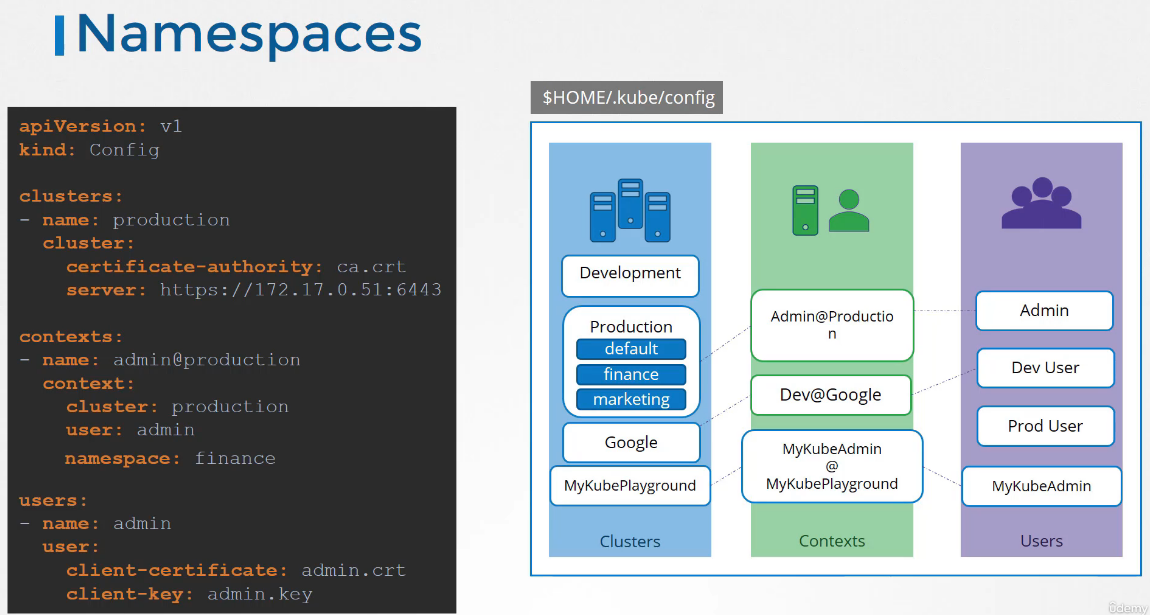 Namespaces
$HOME/.kube/config
apiVersion: v1
kind: Config
clusters:
- name: production
cluster:
certificate-authority: ca.crt
server: https://172.17.0.51:6443
contexts:
- name: admin@production
context:
cluster: production
user: admin
namespace: finance
users:
- name: admin
user:
client-certificate: admin.crt
client-key: admin.key
Development
Production
default
finance
marketing
Google
MyKubePlayground
Clusters
Admin@Productio
n
Dev@Google
MyKubeAdmin
@
MyKubePlayground
Contexts
Admin
Dev User
Prod User
MyKubeAdmin
Users
Udemy